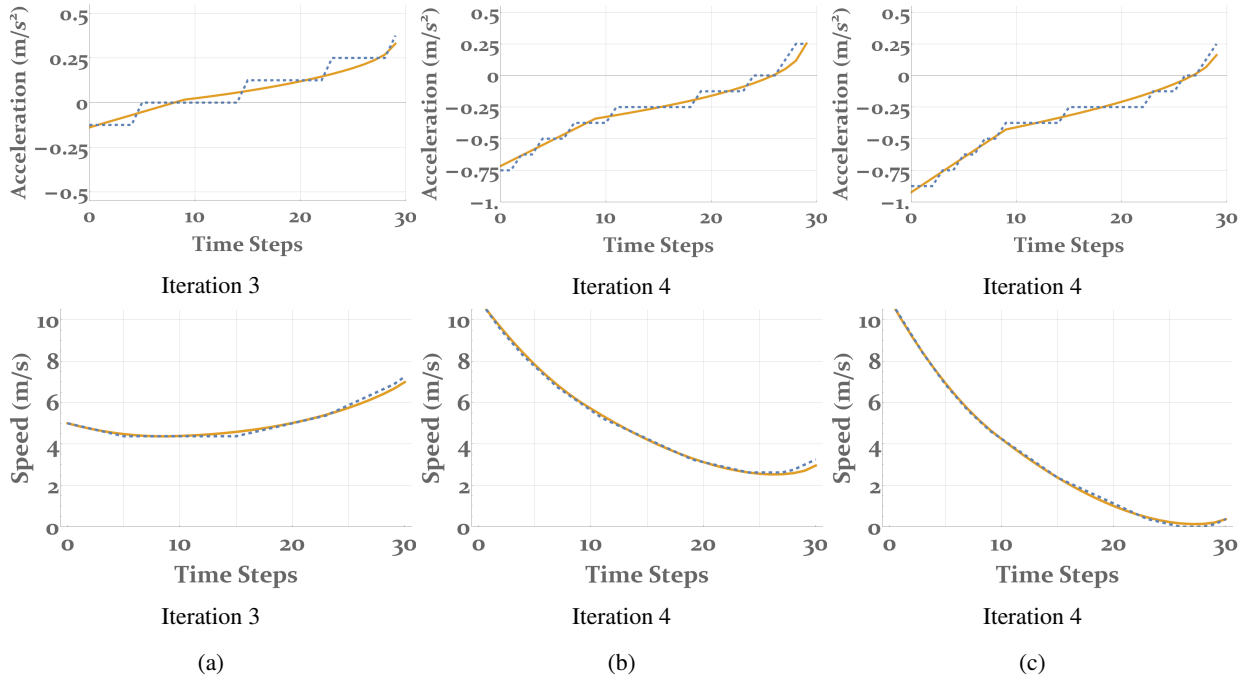 Acceleration (m/s²)
0.5
0.25
0
−0.25
−0.5
0 10 20 30
Time Steps
Iteration 3
Acceleration (m/s²)
0.5
0.25
0
−0.25
−0.5
−0.75
−1.
0 10 20 30
Time Steps
Iteration 4
Acceleration (m/s²)
0.5
0.25
0
−0.25
−0.5
−0.75
−1.
0 10 20 30
Time Steps
Iteration 4
Speed (m/s)
10
8
6
4
2
0
0 10 20 30
Time Steps
Iteration 3
Speed (m/s)
10
8
6
4
2
0
0 10 20 30
Time Steps
Iteration 4
Speed (m/s)
10
8
6
4
2
0
0 10 20 30
Time Steps
Iteration 4
(a) (b) (c)